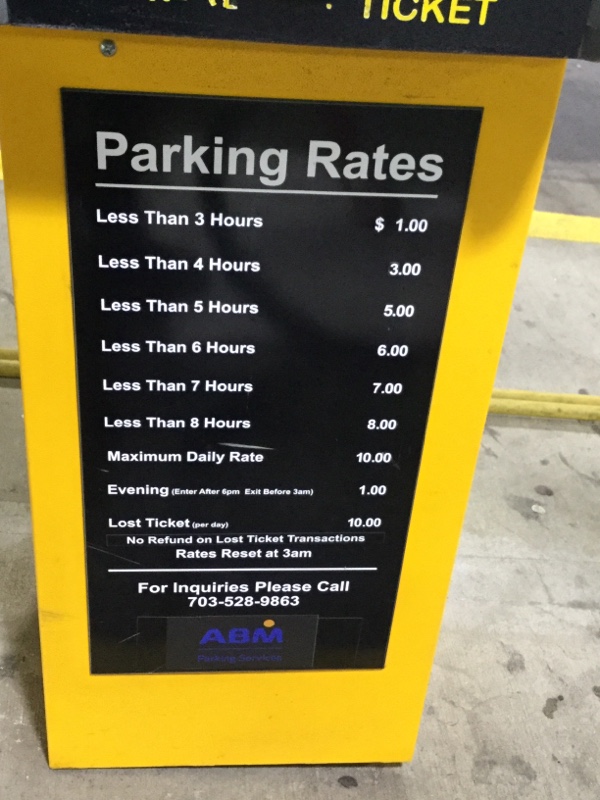 TICKET
Parking Rates
Less Than 3 Hours $ 1.00
Less Than 4 Hours 3.00
Less Than 5 Hours 5.00
Less Than 6 Hours 6.00
Less Than 7 Hours 7.00
Less Than 8 Hours 8.00
Maximum Daily Rate 10.00
Evening (Enter After 6pm Exit Before 3am) 1.00
Lost Ticket (per day) 10.00
No Refund on Lost Ticket Transactions
Rates Reset at 3am
For Inquiries Please Call
703-528-9863
ABM
Parking Services